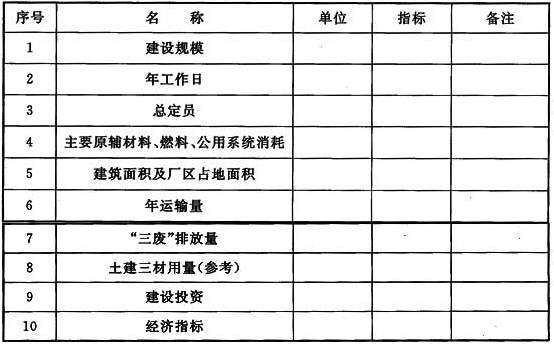 序号 名 称 单位 指标 备注
1 建设规模
2 年工作日
3 总定员
4 主要原辅材料、燃料、公用系统消耗
5 建筑面积及厂区占地面积
6 年运输量
7 “三废”排放量
8 土建三材用量(参考)
9 建设投资
10 经济指标